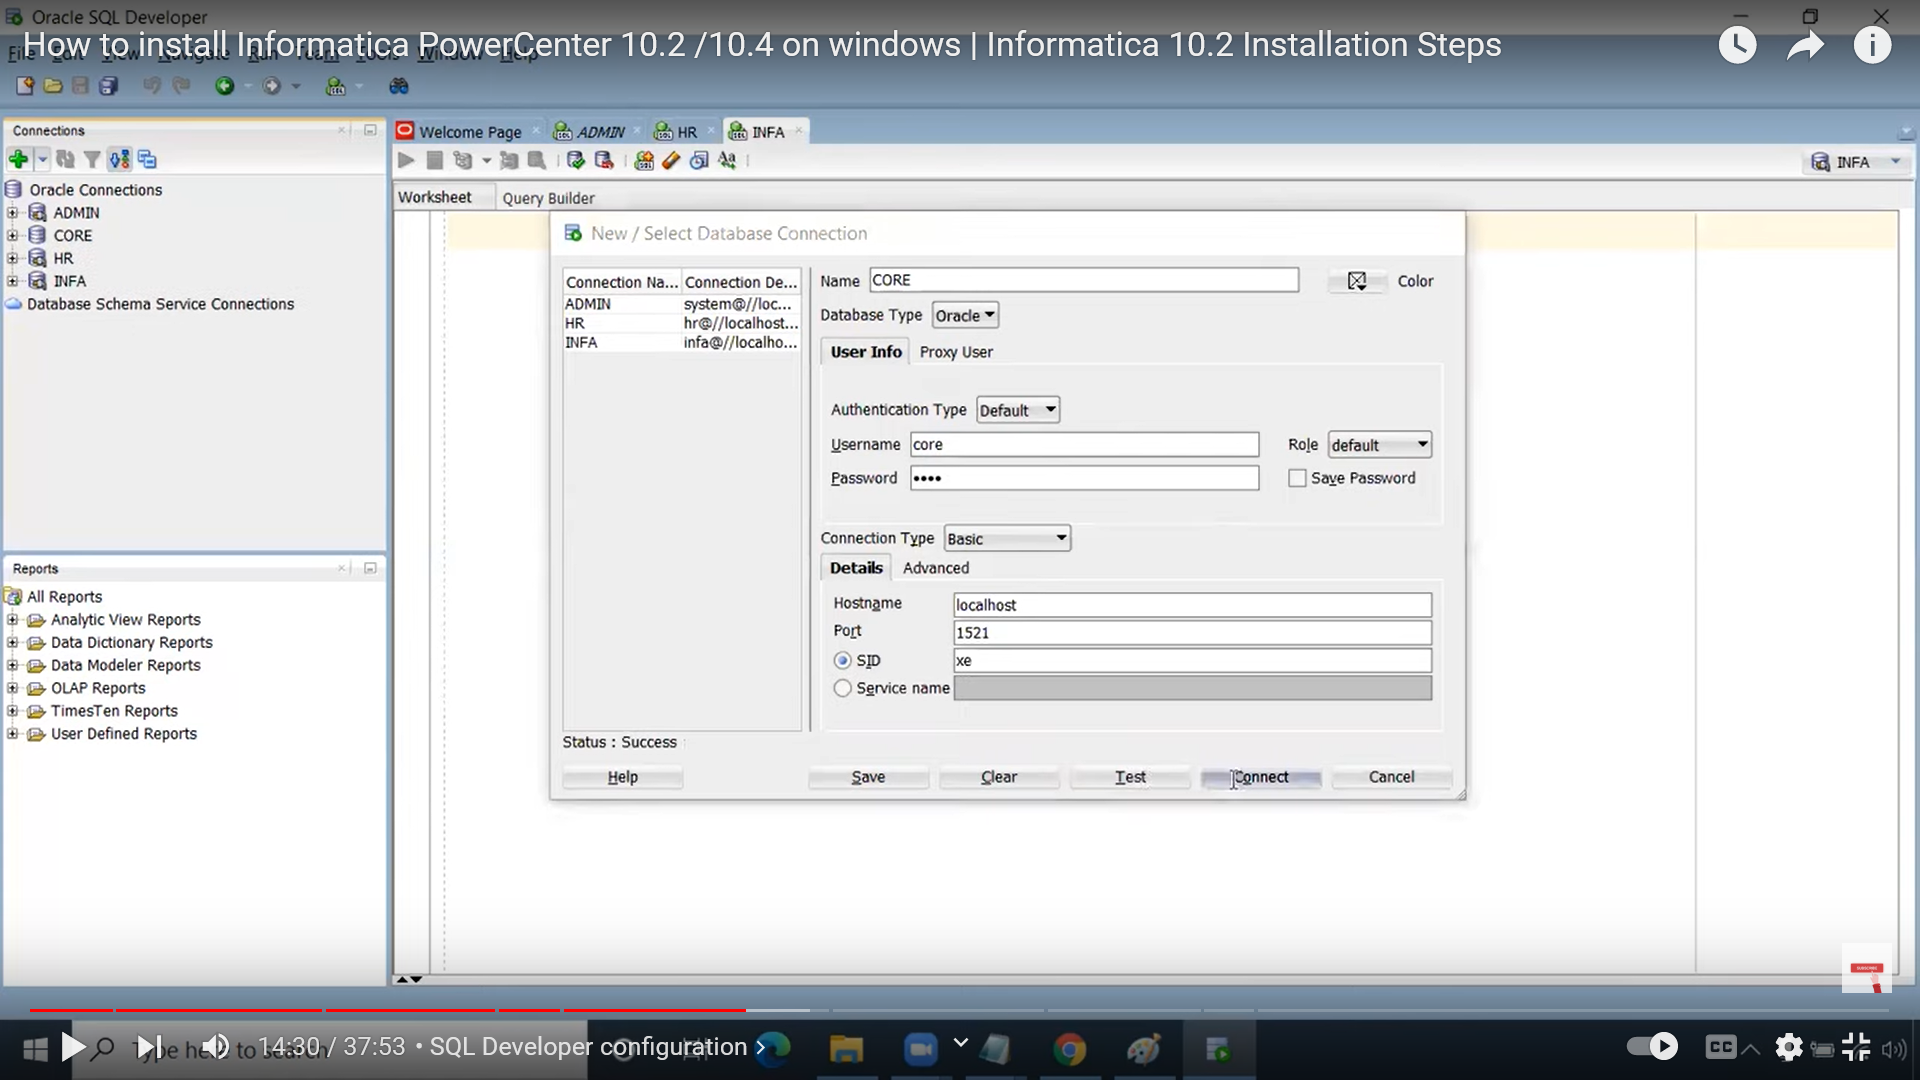 Oracle SQL Developer
How to install Informatica PowerCenter 10.2 /10.4 on windows | Informatica 10.2 Installation Steps
File Edit View Navigate Run Team Tools Window Help
Connections
Welcome Page
ADMIN
HR
INFA
INFA
Oracle Connections
ADMIN
CORE
HR
INFA
Database Schema Service Connections
Worksheet
Query Builder
New / Select Database Connection
Connection Na...
Connection De...
ADMIN
system@//loc...
HR
hr@//localhost...
INFA
infa@//localho...
Name
CORE
Color
Database Type
Oracle
User Info
Proxy User
Authentication Type
Default
Username
core
Role
default
Password
••••
Save Password
Connection Type
Basic
Details
Advanced
Hostname
localhost
Port
1521
SID
xe
Service name
Status : Success
Help
Save
Clear
Test
Connect
Cancel
Reports
All Reports
Analytic View Reports
Data Dictionary Reports
Data Modeler Reports
OLAP Reports
TimesTen Reports
User Defined Reports
Type here to search
14:30 / 37:53 • SQL Developer configuration
CC